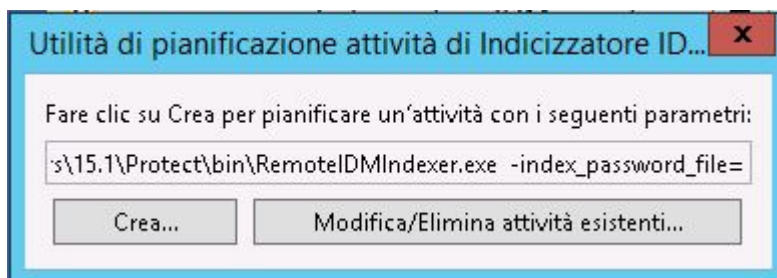 Utilità di pianificazione attività di Indicizzatore ID...
x
Fare clic su Crea per pianificare un'attività con i seguenti parametri:
s\15.1\Protect\bin\RemoteIDMIndexer.exe -index_password_file=
Crea...
Modifica/Elimina attività esistenti...